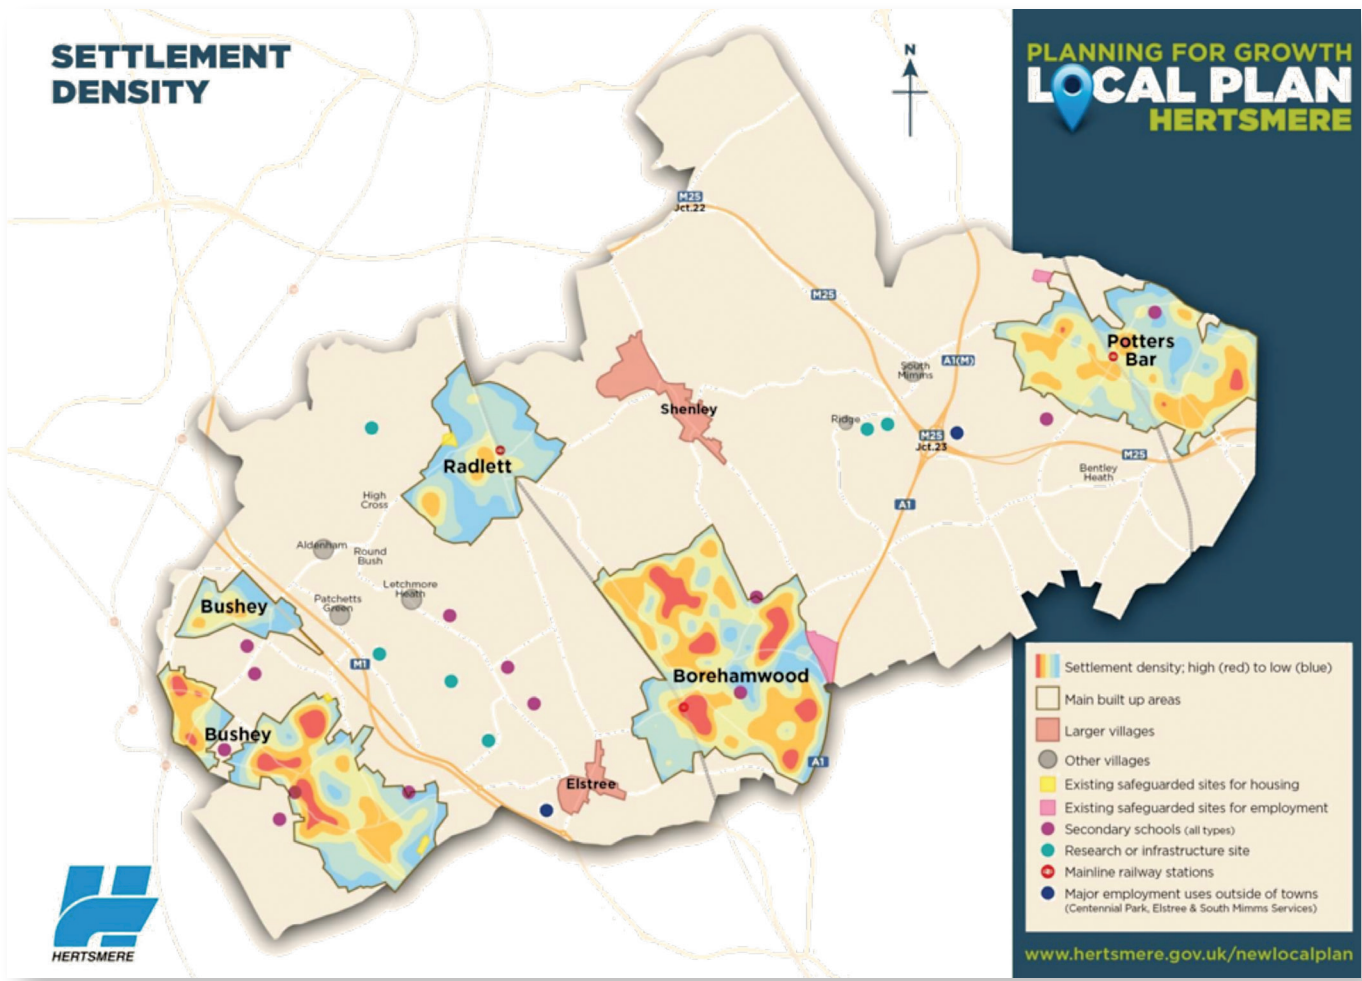 SETTLEMENT
DENSITY
N
PLANNING FOR GROWTH
LOCAL PLAN
HERTSMERE
M25
Jct.22
M25
A1(M)
South
Mimms
Potters
Bar
Shenley
Ridge
M25
Jct.23
M25
Bentley
Heath
Radlett
High
Cross
A1
Aldenham
Round
Bush
Letchmore
Heath
Patchetts
Green
Bushey
M1
Borehamwood
Bushey
A1
Elstree
Settlement density; high (red) to low (blue)
Main built up areas
Larger villages
Other villages
Existing safeguarded sites for housing
Existing safeguarded sites for employment
Secondary schools (all types)
Research or infrastructure site
Mainline railway stations
Major employment uses outside of towns
(Centennial Park, Elstree & South Mimms Services)
HERTSMERE
www.hertsmere.gov.uk/newlocalplan